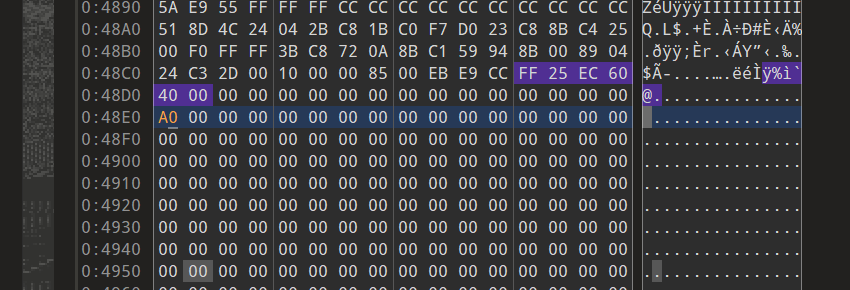 0:4890 5A E9 55 FF FF FF CC CC CC CC CC CC CC CC CC CC ZéUÿÿÿÌÌÌÌÌÌÌÌÌÌ
0:48A0 51 8D 4C 24 04 2B C8 1B C0 F7 D0 23 C8 8B C4 25 Q.L$.+È.À÷Ð#È‹Ä%
0:48B0 00 F0 FF FF 3B C8 72 0A 8B C1 59 94 8B 00 89 04 .ðÿÿ;Èr.‹ÁY”‹.‰.
0:48C0 24 C3 2D 00 10 00 00 85 00 EB E9 CC FF 25 EC 60 $Ã-....….ëéÌÿ%ì`
0:48D0 40 00 00 00 00 00 00 00 00 00 00 00 00 00 00 00 @...............
0:48E0 A0 00 00 00 00 00 00 00 00 00 00 00 00 00 00 00 ...............
0:48F0 00 00 00 00 00 00 00 00 00 00 00 00 00 00 00 00 ................
0:4900 00 00 00 00 00 00 00 00 00 00 00 00 00 00 00 00 ................
0:4910 00 00 00 00 00 00 00 00 00 00 00 00 00 00 00 00 ................
0:4920 00 00 00 00 00 00 00 00 00 00 00 00 00 00 00 00 ................
0:4930 00 00 00 00 00 00 00 00 00 00 00 00 00 00 00 00 ................
0:4940 00 00 00 00 00 00 00 00 00 00 00 00 00 00 00 00 ................
0:4950 00 00 00 00 00 00 00 00 00 00 00 00 00 00 00 00 ................